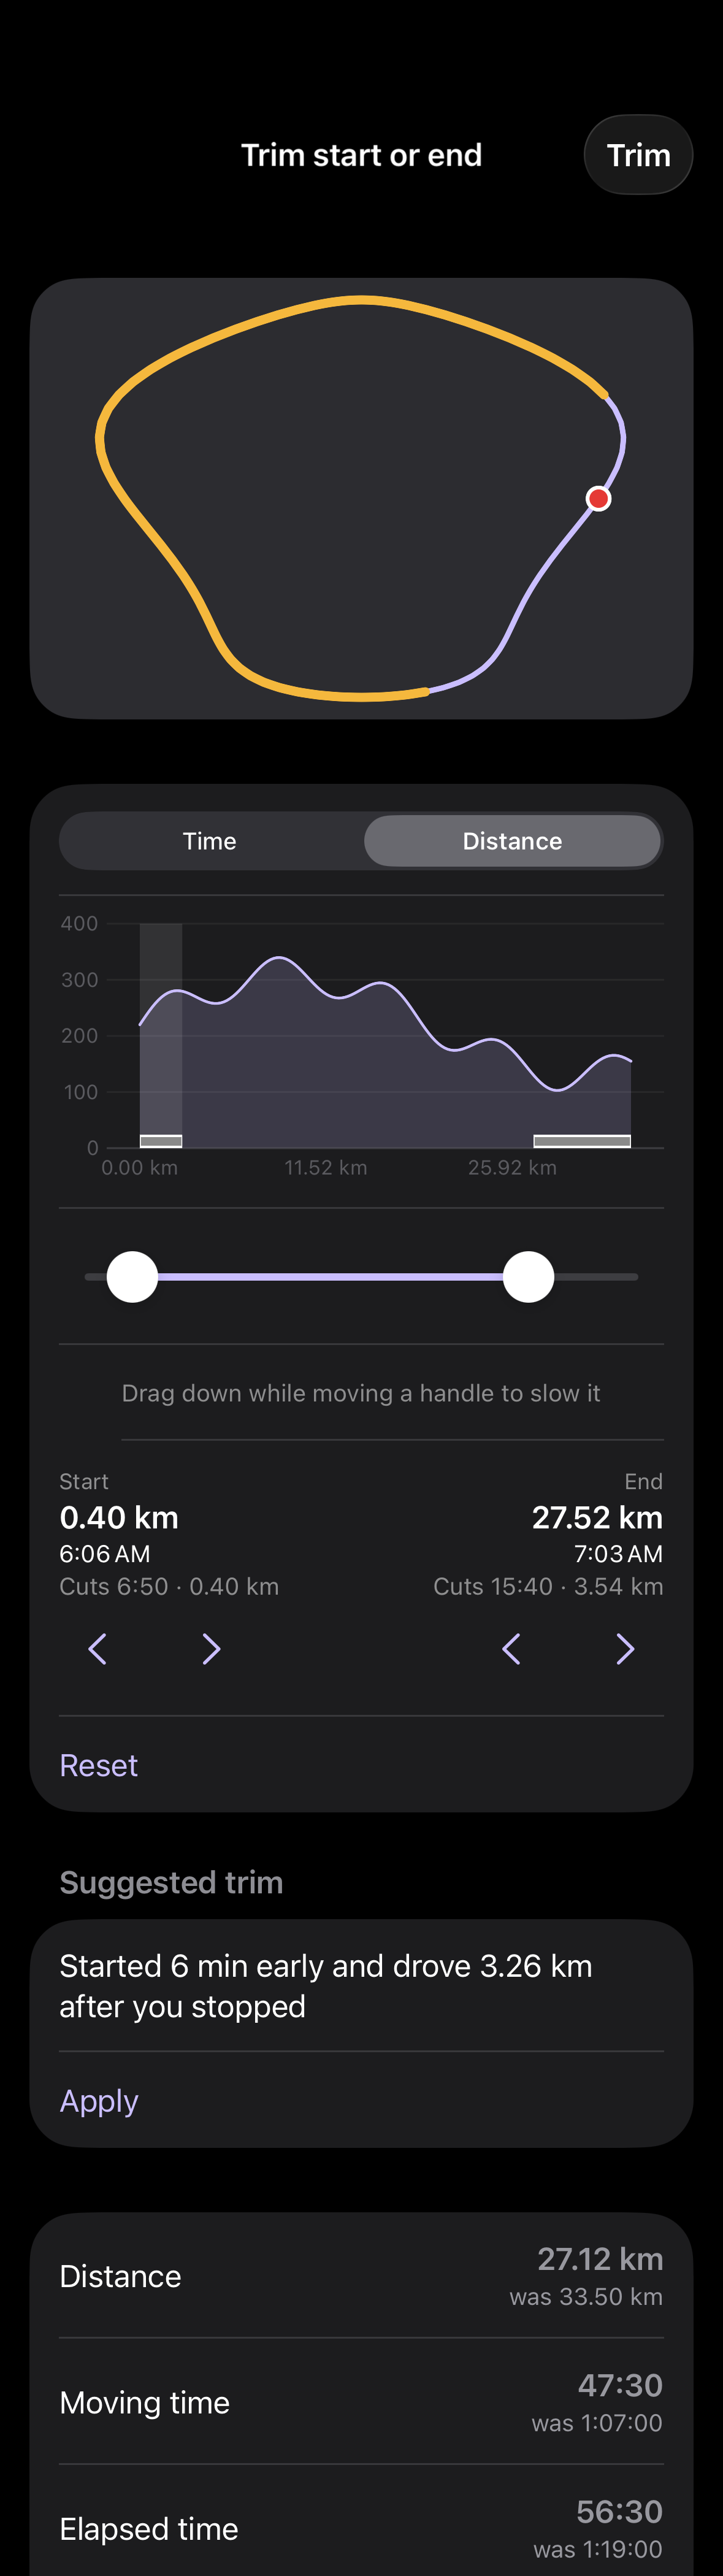 Trim start or end
Trim
Time
Distance
400
300
200
100
0
0.00 km
11.52 km
25.92 km
Drag down while moving a handle to slow it
Start
End
0.40 km
27.52 km
6:06 AM
7:03 AM
Cuts 6:50 · 0.40 km
Cuts 15:40 · 3.54 km
Reset
Suggested trim
Started 6 min early and drove 3.26 km
after you stopped
Apply
Distance
27.12 km
was 33.50 km
Moving time
47:30
was 1:07:00
Elapsed time
56:30
was 1:19:00